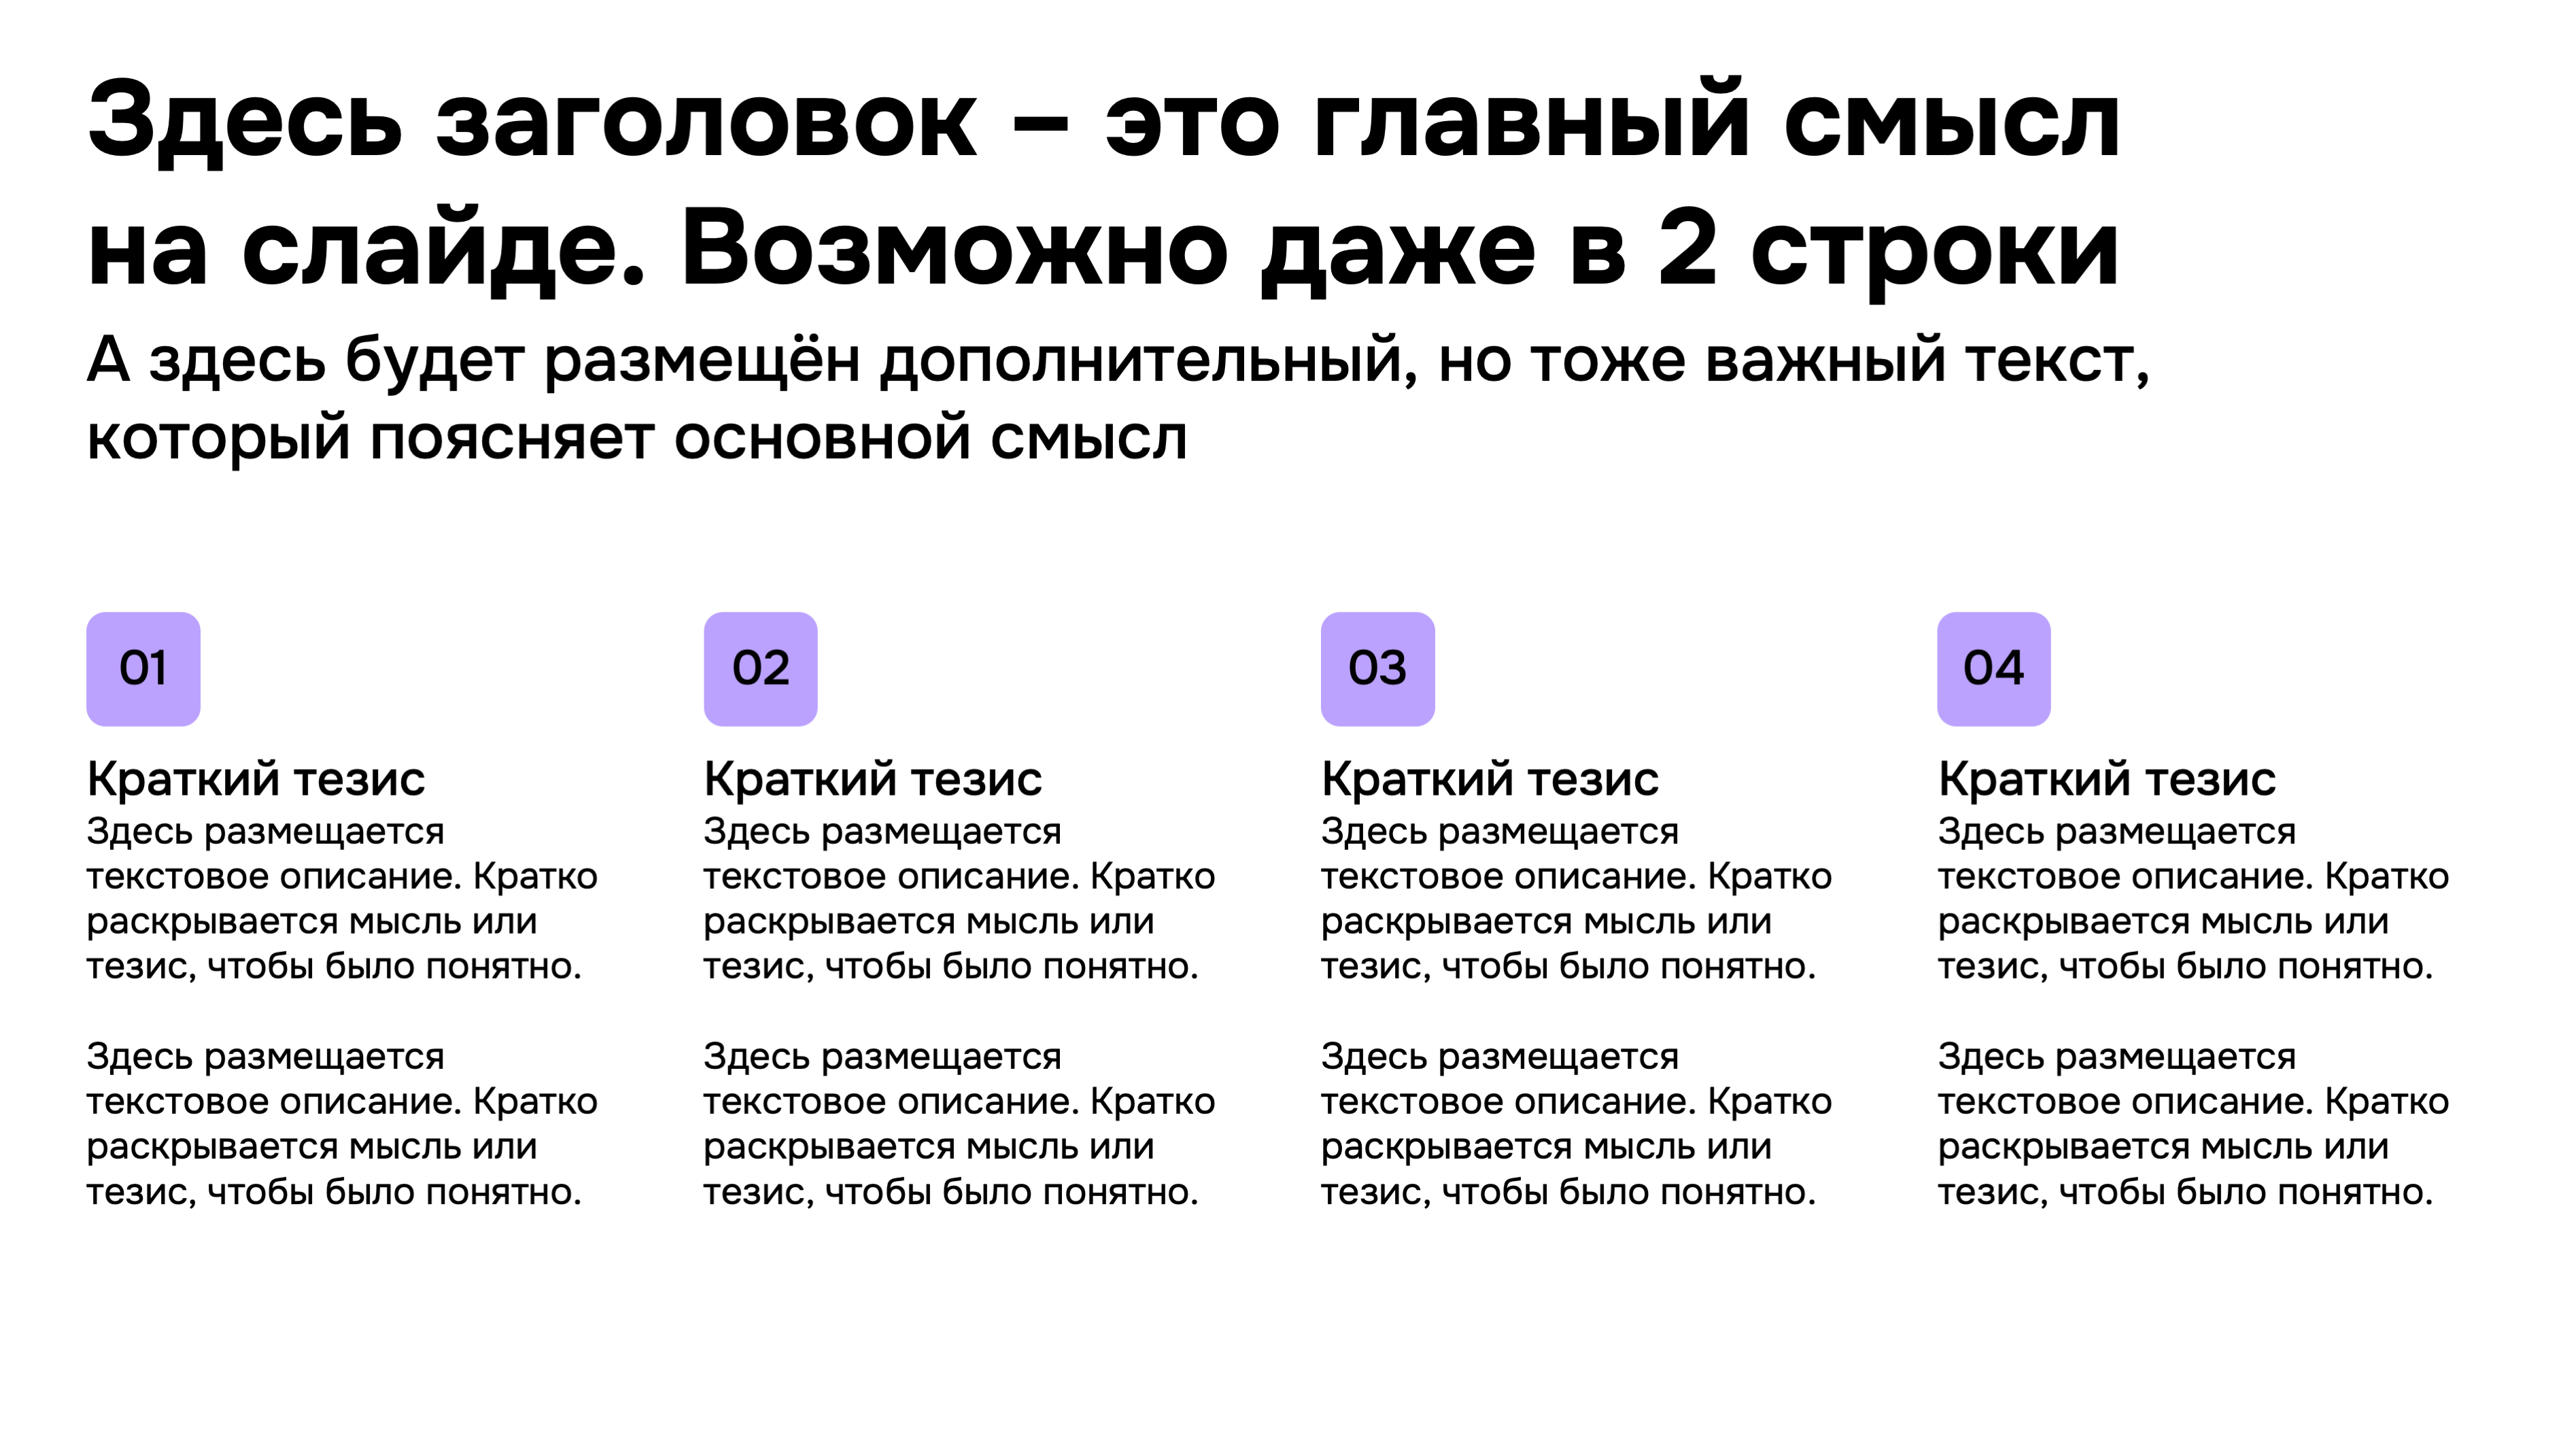 Здесь заголовок – это главный смысл
на слайде. Возможно даже в 2 строки
А здесь будет размещён дополнительный, но тоже важный текст,
который поясняет основной смысл
01
Краткий тезис
Здесь размещается
текстовое описание. Кратко
раскрывается мысль или
тезис, чтобы было понятно.
Здесь размещается
текстовое описание. Кратко
раскрывается мысль или
тезис, чтобы было понятно.
02
Краткий тезис
Здесь размещается
текстовое описание. Кратко
раскрывается мысль или
тезис, чтобы было понятно.
Здесь размещается
текстовое описание. Кратко
раскрывается мысль или
тезис, чтобы было понятно.
03
Краткий тезис
Здесь размещается
текстовое описание. Кратко
раскрывается мысль или
тезис, чтобы было понятно.
Здесь размещается
текстовое описание. Кратко
раскрывается мысль или
тезис, чтобы было понятно.
04
Краткий тезис
Здесь размещается
текстовое описание. Кратко
раскрывается мысль или
тезис, чтобы было понятно.
Здесь размещается
текстовое описание. Кратко
раскрывается мысль или
тезис, чтобы было понятно.